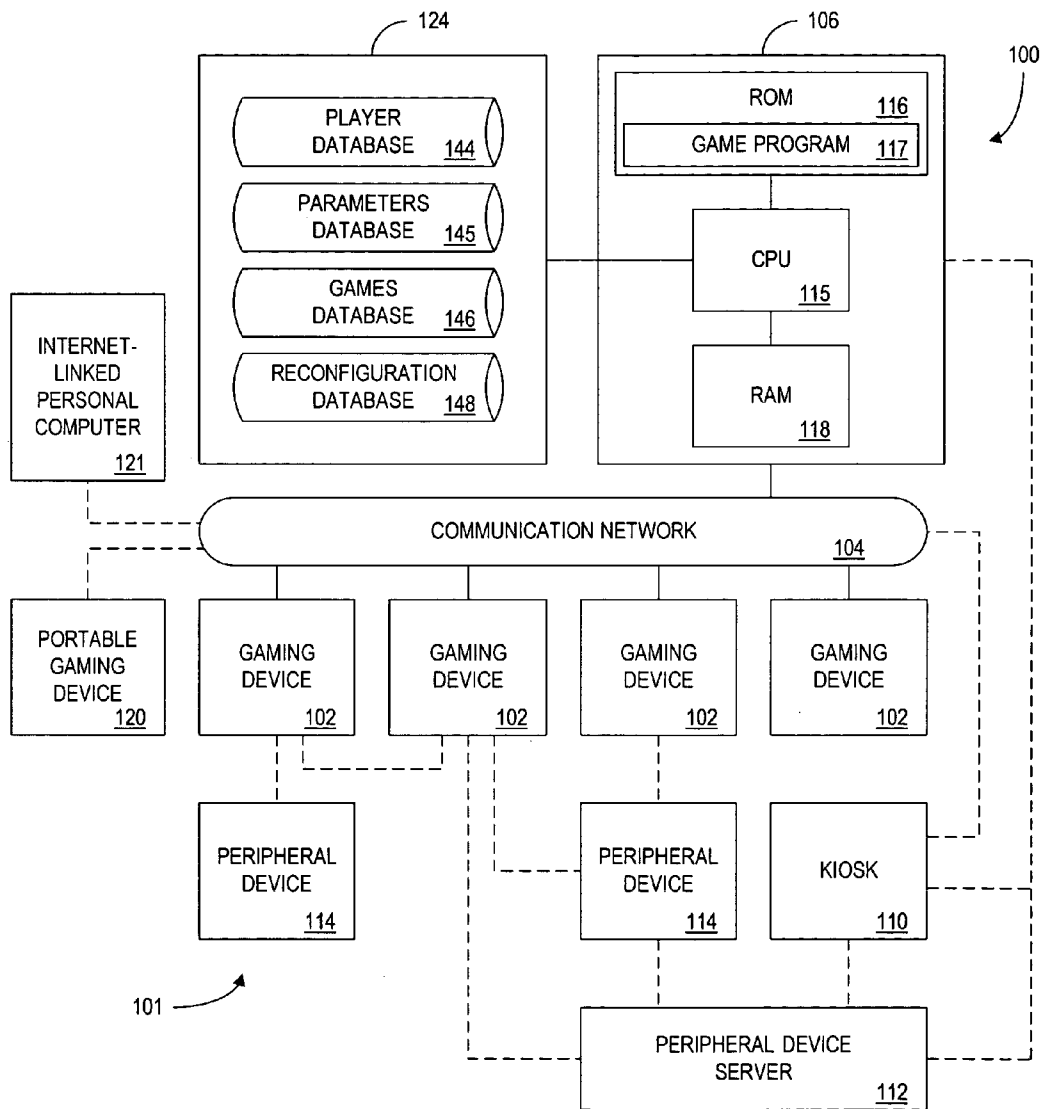 124
106
100
PLAYER
DATABASE
144
PARAMETERS
DATABASE
145
GAMES
DATABASE
146
RECONFIGURATION
DATABASE
148
ROM
116
GAME PROGRAM
117
CPU
115
RAM
118
INTERNET-
LINKED
PERSONAL
COMPUTER
121
COMMUNICATION NETWORK
104
PORTABLE
GAMING
DEVICE
120
GAMING
DEVICE
102
GAMING
DEVICE
102
GAMING
DEVICE
102
GAMING
DEVICE
102
PERIPHERAL
DEVICE
114
PERIPHERAL
DEVICE
114
KIOSK
110
101
PERIPHERAL DEVICE
SERVER
112